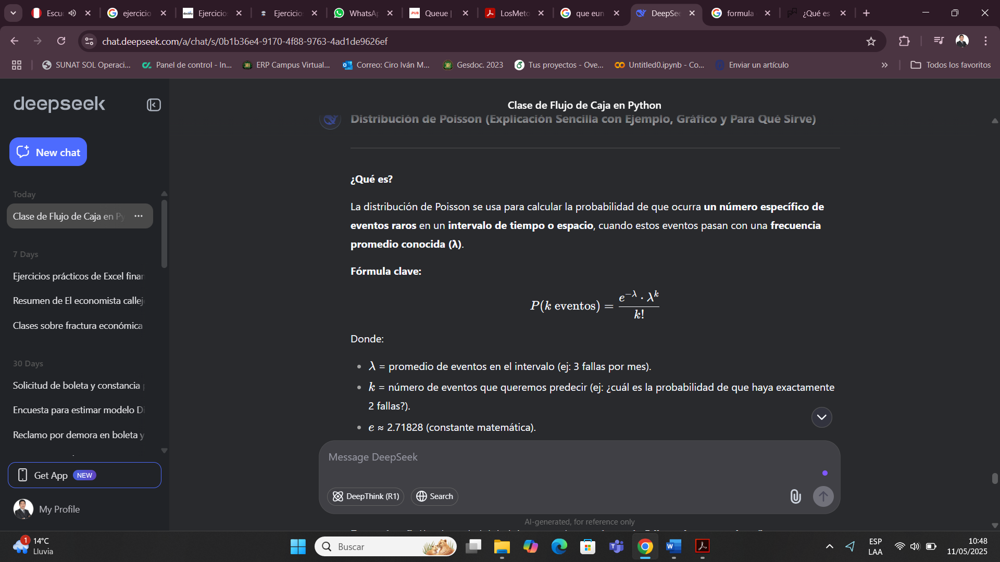 Escu
ejercicio
Ejercicio
Ejercicio
WhatsAp
Queue |
LosMeto
que eun
DeepSee
formula
¿Qué es
chat.deepseek.com/a/chat/s/0b1b36e4-9170-4f88-9763-4ad1de9626ef
SUNAT SOL Operaci...
Panel de control - In...
ERP Campus Virtual...
Correo: Ciro Iván M...
Gesdoc. 2023
Tus proyectos - Ove...
Untitled0.ipynb - Co...
Enviar un artículo
Todos los favoritos
deepseek
New chat
Today
Clase de Flujo de Caja en Py
7 Days
Ejercicios prácticos de Excel finan
Resumen de El economista calleje
Clases sobre fractura económica
30 Days
Solicitud de boleta y constancia p
Encuesta para estimar modelo Di
Reclamo por demora en boleta y
Get App NEW
My Profile
Clase de Flujo de Caja en Python
Distribución de Poisson (Explicación Sencilla con Ejemplo, Gráfico y Para Qué Sirve)
¿Qué es?
La distribución de Poisson se usa para calcular la probabilidad de que ocurra un número específico de
eventos raros en un intervalo de tiempo o espacio, cuando estos eventos pasan con una frecuencia
promedio conocida (λ).
Fórmula clave:
P(k eventos) = e^{-λ} · λ^k / k!
Donde:
λ = promedio de eventos en el intervalo (ej: 3 fallas por mes).
k = número de eventos que queremos predecir (ej: ¿cuál es la probabilidad de que haya exactamente
2 fallas?).
e ≈ 2.71828 (constante matemática).
Message DeepSeek
DeepThink (R1)
Search
AI-generated, for reference only
1
14°C
Lluvia
Buscar
ESP
LAA
10:48
11/05/2025